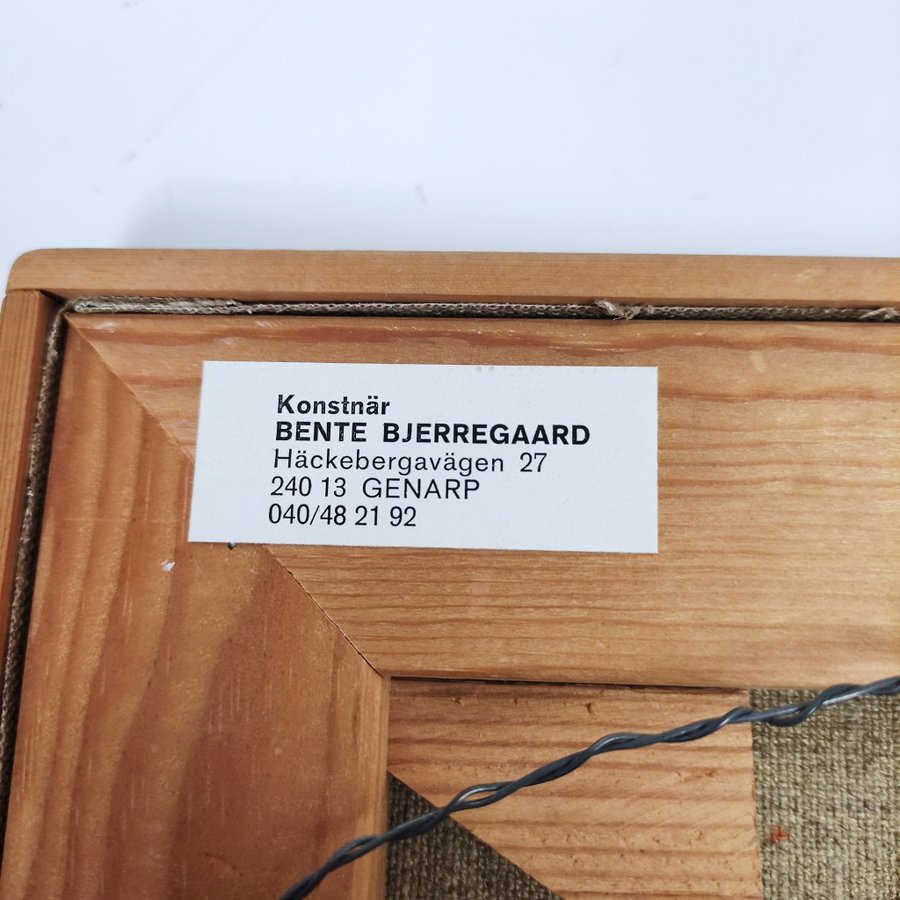 Konstnär
BENTE BJERREGAARD
Häckebergavägen 27
240 13 GENARP
040/48 21 92